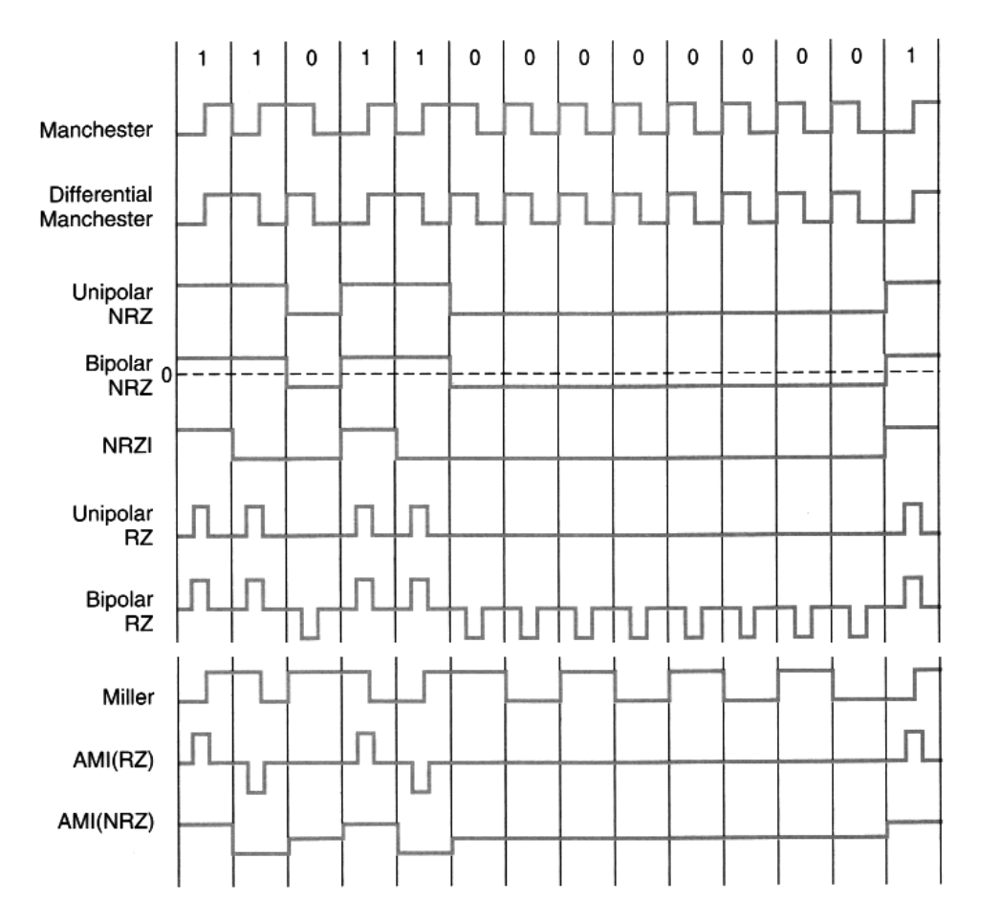 1 1 0 1 1 0 0 0 0 0 0 0 0 1
Manchester
Differential
Manchester
Unipolar
NRZ
Bipolar
0
NRZ
NRZI
Unipolar
RZ
Bipolar
RZ
Miller
AMI(RZ)
AMI(NRZ)